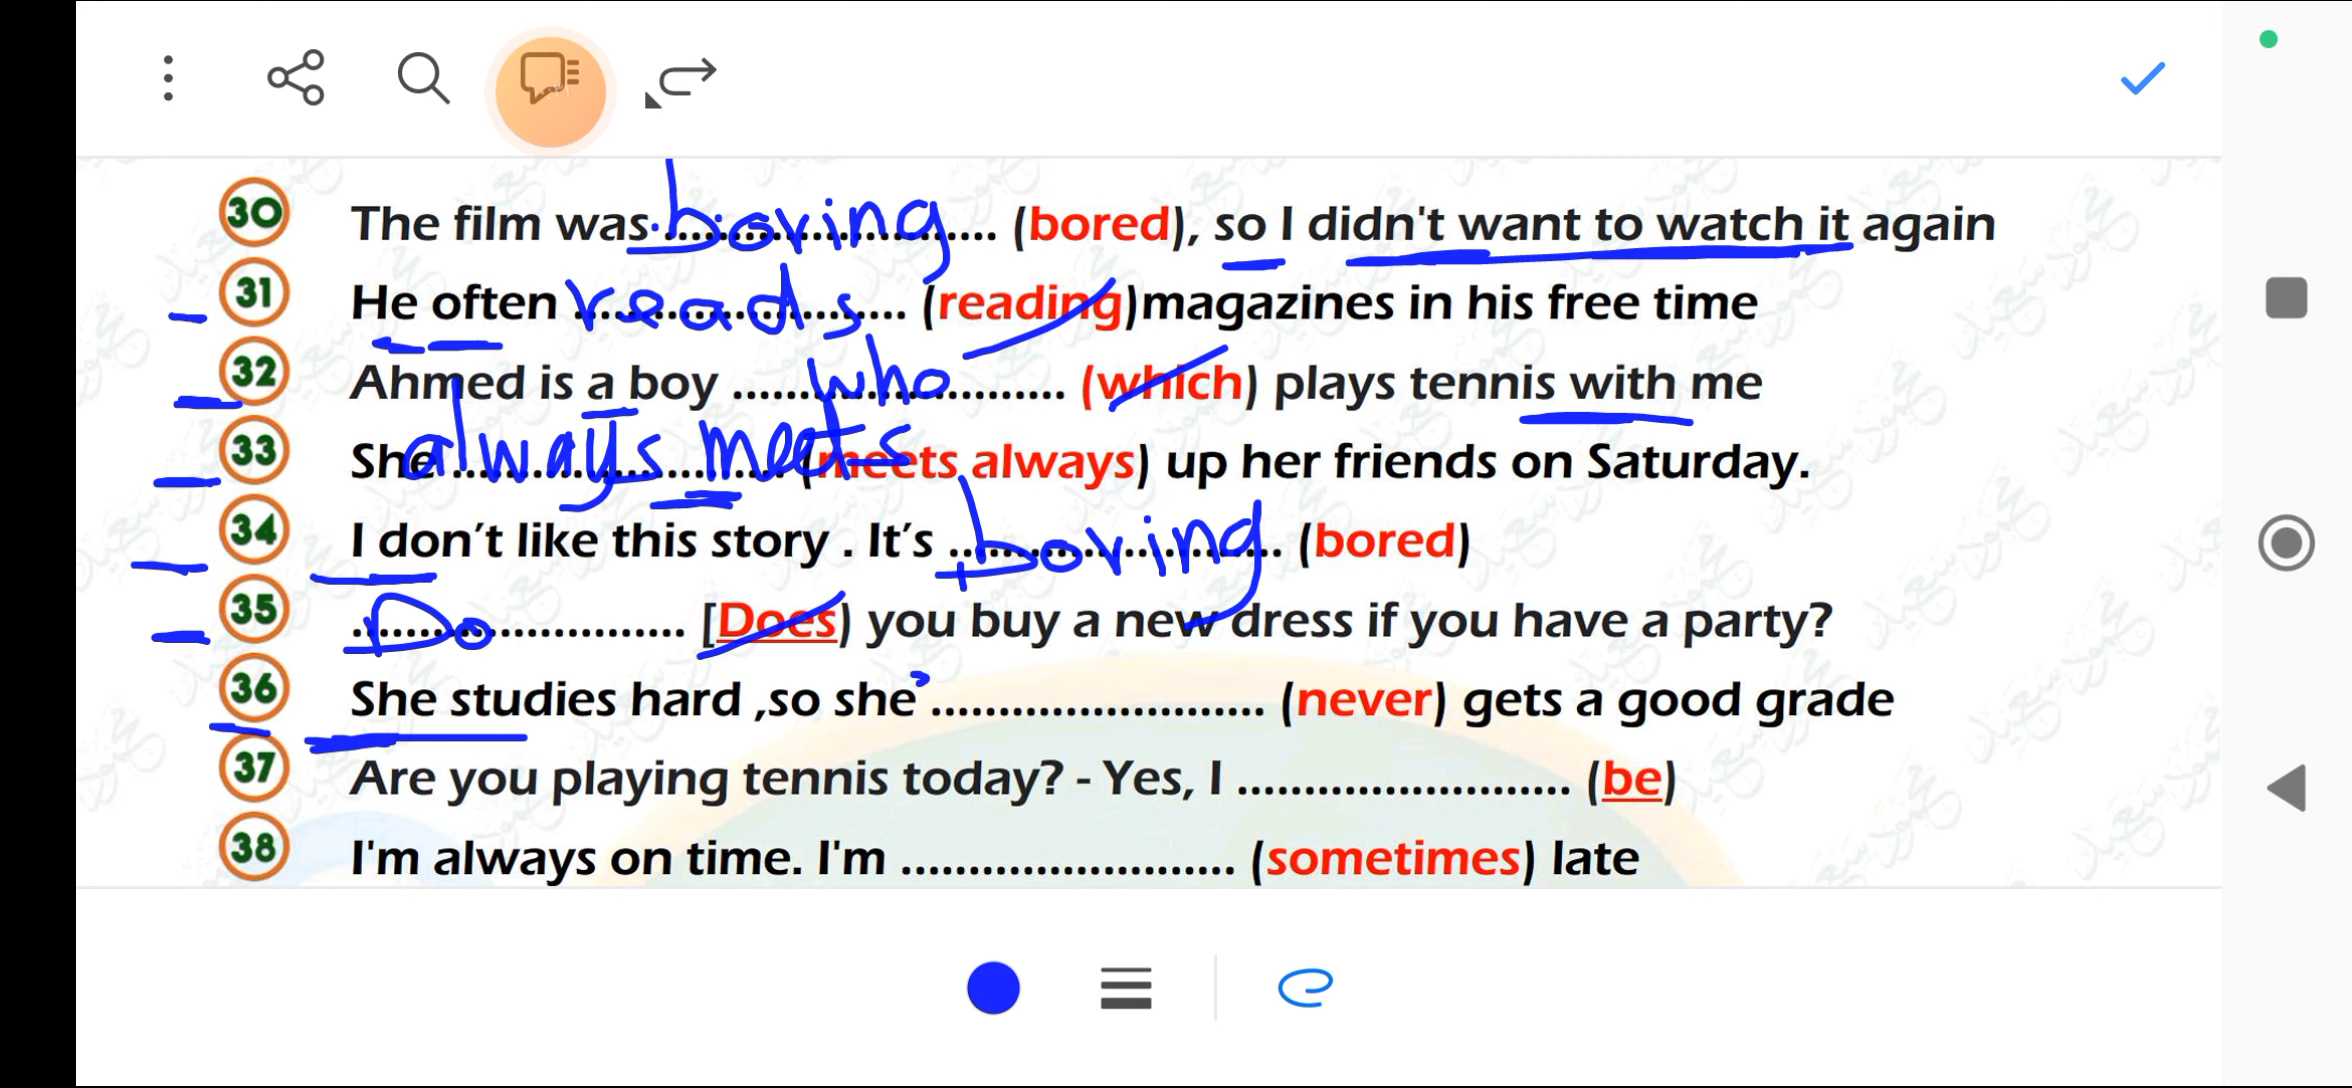 30 The film was boring ........................ (bored), so I didn't want to watch it again
31 He often reads ........................ (reading)magazines in his free time
32 Ahmed is a boy ........................ who (which) plays tennis with me
33 She always meets ........................ (meets always) up her friends on Saturday.
34 I don't like this story . It's boring ........................ (bored)
35 Do ........................ [Does) you buy a new dress if you have a party?
36 She studies hard ,so she ........................ (never) gets a good grade
37 Are you playing tennis today? - Yes, I ........................ (be)
38 I'm always on time. I'm ........................ (sometimes) late